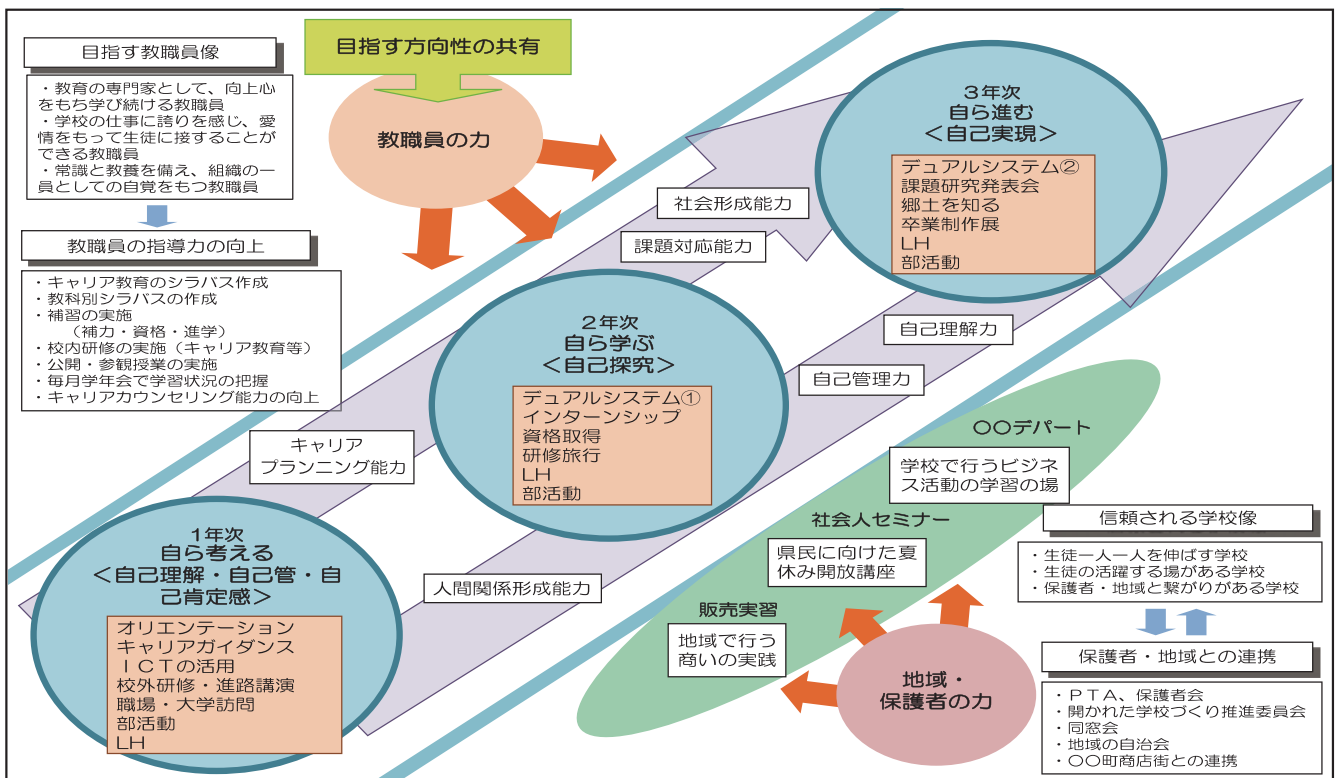 目指す教職員像
・教育の専門家として、向上心
をもち学び続ける教職員
・学校の仕事に誇りを感じ、愛
情をもって生徒に接することが
できる教職員
・常識と教養を備え、組織の一
員としての自覚をもつ教職員
教職員の指導力の向上
・キャリア教育のシラバス作成
・教科別シラバスの作成
・補習の実施
（補力・資格・進学）
・校内研修の実施（キャリア教育等）
・公開・参観授業の実施
・毎月学年会で学習状況の把握
・キャリアカウンセリング能力の向上
目指す方向性の共有
教職員の力
3年次
自ら進む
＜自己実現＞
デュアルシステム②
課題研究発表会
郷土を知る
卒業制作展
LH
部活動
社会形成能力
課題対応能力
2年次
自ら学ぶ
＜自己探究＞
デュアルシステム①
インターンシップ
資格取得
研修旅行
LH
部活動
自己理解力
自己管理力
キャリア
プランニング能力
人間関係形成能力
1年次
自ら考える
＜自己理解・自己管・自
己肯定感＞
オリエンテーション
キャリアガイダンス
ＩＣＴの活用
校外研修・進路講演
職場・大学訪問
部活動
LH
〇〇デパート
学校で行うビジネ
ス活動の学習の場
社会人セミナー
県民に向けた夏
休み開放講座
販売実習
地域で行う
商いの実践
地域・
保護者の力
信頼される学校像
・生徒一人一人を伸ばす学校
・生徒の活躍する場がある学校
・保護者・地域と繋がりがある学校
保護者・地域との連携
・ＰＴＡ、保護者会
・開かれた学校づくり推進委員会
・同窓会
・地域の自治会
・〇〇町商店街との連携